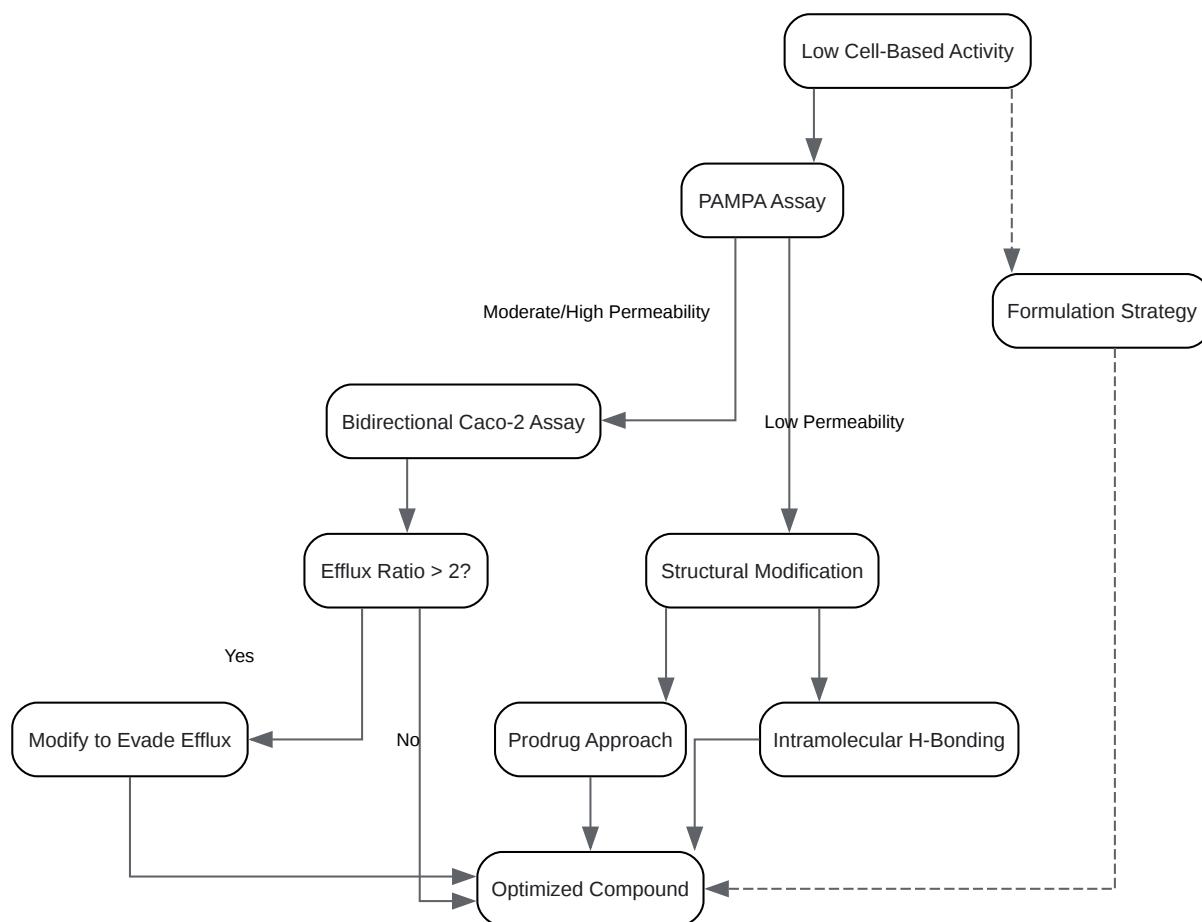 Low Cell-Based Activity
PAMPA Assay
Formulation Strategy
Moderate/High Permeability
Bidirectional Caco-2 Assay
Low Permeability
Efflux Ratio > 2?
Structural Modification
Yes
Modify to Evade Efflux
No
Prodrug Approach
Intramolecular H-Bonding
Optimized Compound